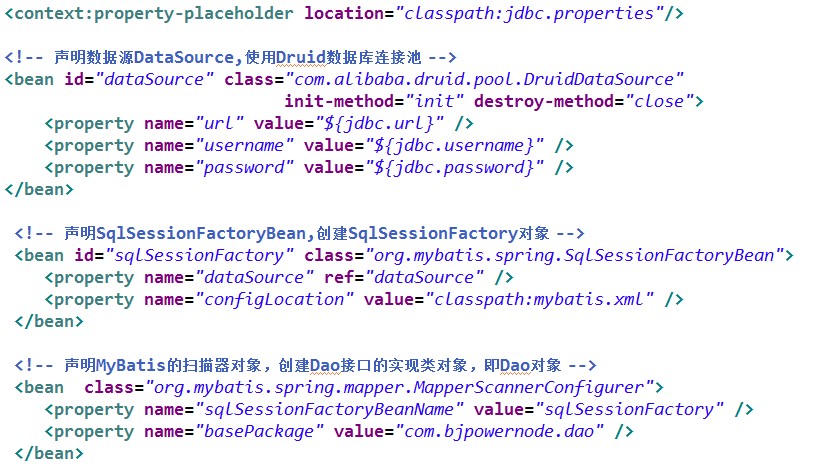 <context:property-placeholder location="classpath:jdbc.properties"/>
<!-- 声明数据源DataSource,使用Druid数据库连接池 -->
<bean id="dataSource" class="com.alibaba.druid.pool.DruidDataSource"
init-method="init" destroy-method="close">
<property name="url" value="${jdbc.url}" />
<property name="username" value="${jdbc.username}" />
<property name="password" value="${jdbc.password}" />
</bean>
<!-- 声明SqlSessionFactoryBean,创建SqlSessionFactory对象 -->
<bean id="sqlSessionFactory" class="org.mybatis.spring.SqlSessionFactoryBean">
<property name="dataSource" ref="dataSource" />
<property name="configLocation" value="classpath:mybatis.xml" />
</bean>
<!-- 声明MyBatis的扫描器对象，创建Dao接口的实现类对象，即Dao对象 -->
<bean  class="org.mybatis.spring.mapper.MapperScannerConfigurer">
<property name="sqlSessionFactoryBeanName" value="sqlSessionFactory" />
<property name="basePackage" value="com.bjpowernode.dao" />
</bean>